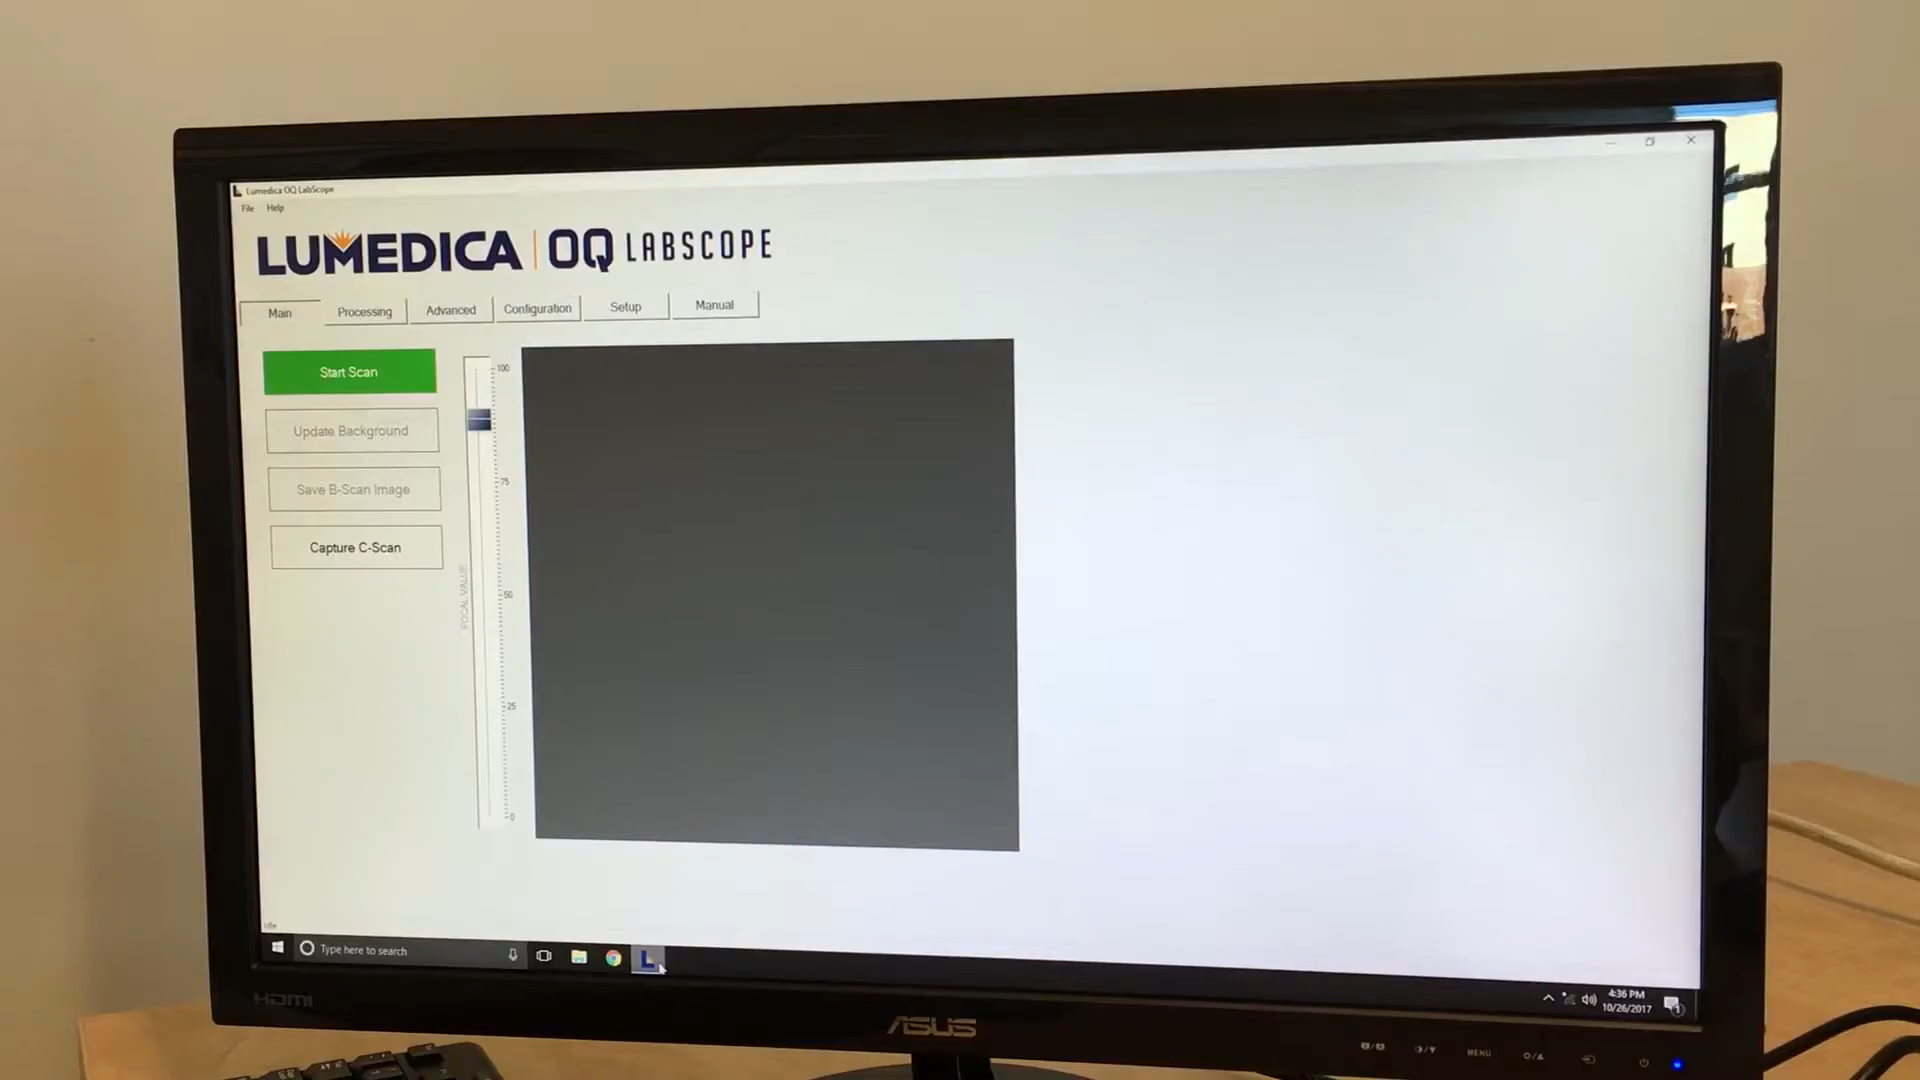 Lumedica OQ LabScope
File Help
LUMEDICA | OQ LABSCOPE
Main Processing Advanced Configuration Setup Manual
Start Scan
Update Background
Save B-Scan Image
Capture C-Scan
FOCAL VALUE
100
75
50
25
0
Idle
Type here to search
4:36 PM
10/26/2017
1
HDMI
ASUS
MENU